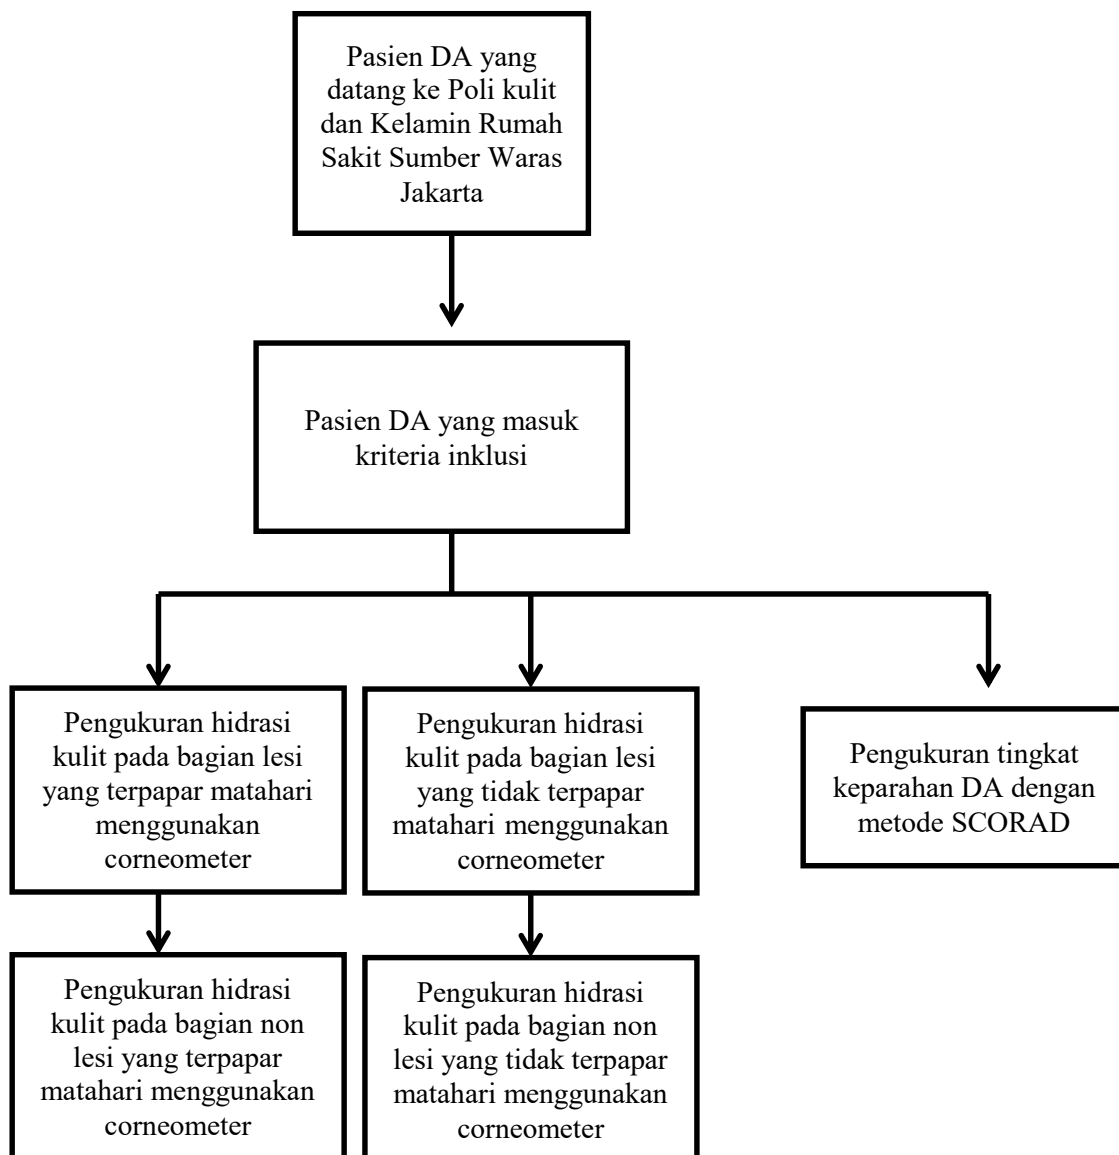 Pasien DA yang
datang ke Poli kulit
dan Kelamin Rumah
Sakit Sumber Waras
Jakarta
Pasien DA yang masuk
kriteria inklusi
Pengukuran hidrasi
kulit pada bagian lesi
yang terpapar matahari
menggunakan
corneometer
Pengukuran hidrasi
kulit pada bagian lesi
yang tidak terpapar
matahari menggunakan
corneometer
Pengukuran tingkat
keparahan DA dengan
metode SCORAD
Pengukuran hidrasi
kulit pada bagian non
lesi yang terpapar
matahari menggunakan
corneometer
Pengukuran hidrasi
kulit pada bagian non
lesi yang tidak terpapar
matahari menggunakan
corneometer